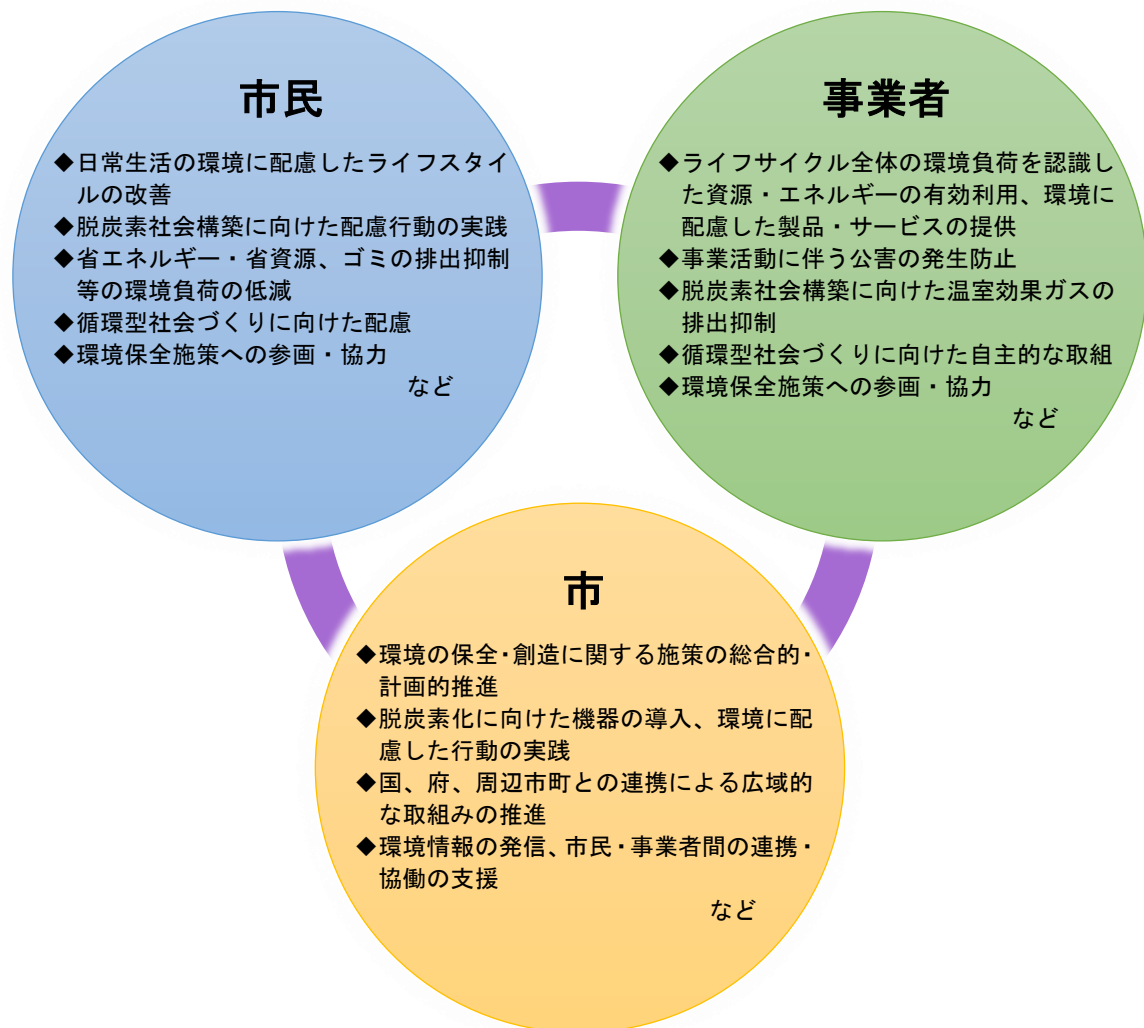 市民
◆日常生活の環境に配慮したライフスタイ
ルの改善
◆脱炭素社会構築に向けた配慮行動の実践
◆省エネルギー・省資源、ゴミの排出抑制
等の環境負荷の低減
◆循環型社会づくりに向けた配慮
◆環境保全施策への参画・協力
など
事業者
◆ライフサイクル全体の環境負荷を認識し
た資源・エネルギーの有効利用、環境に
配慮した製品・サービスの提供
◆事業活動に伴う公害の発生防止
◆脱炭素社会構築に向けた温室効果ガスの
排出抑制
◆循環型社会づくりに向けた自主的な取組
◆環境保全施策への参画・協力
など
市
◆環境の保全・創造に関する施策の総合的・
計画的推進
◆脱炭素化に向けた機器の導入、環境に配
慮した行動の実践
◆国、府、周辺市町との連携による広域的
な取組みの推進
◆環境情報の発信、市民・事業者間の連携・
協働の支援
など